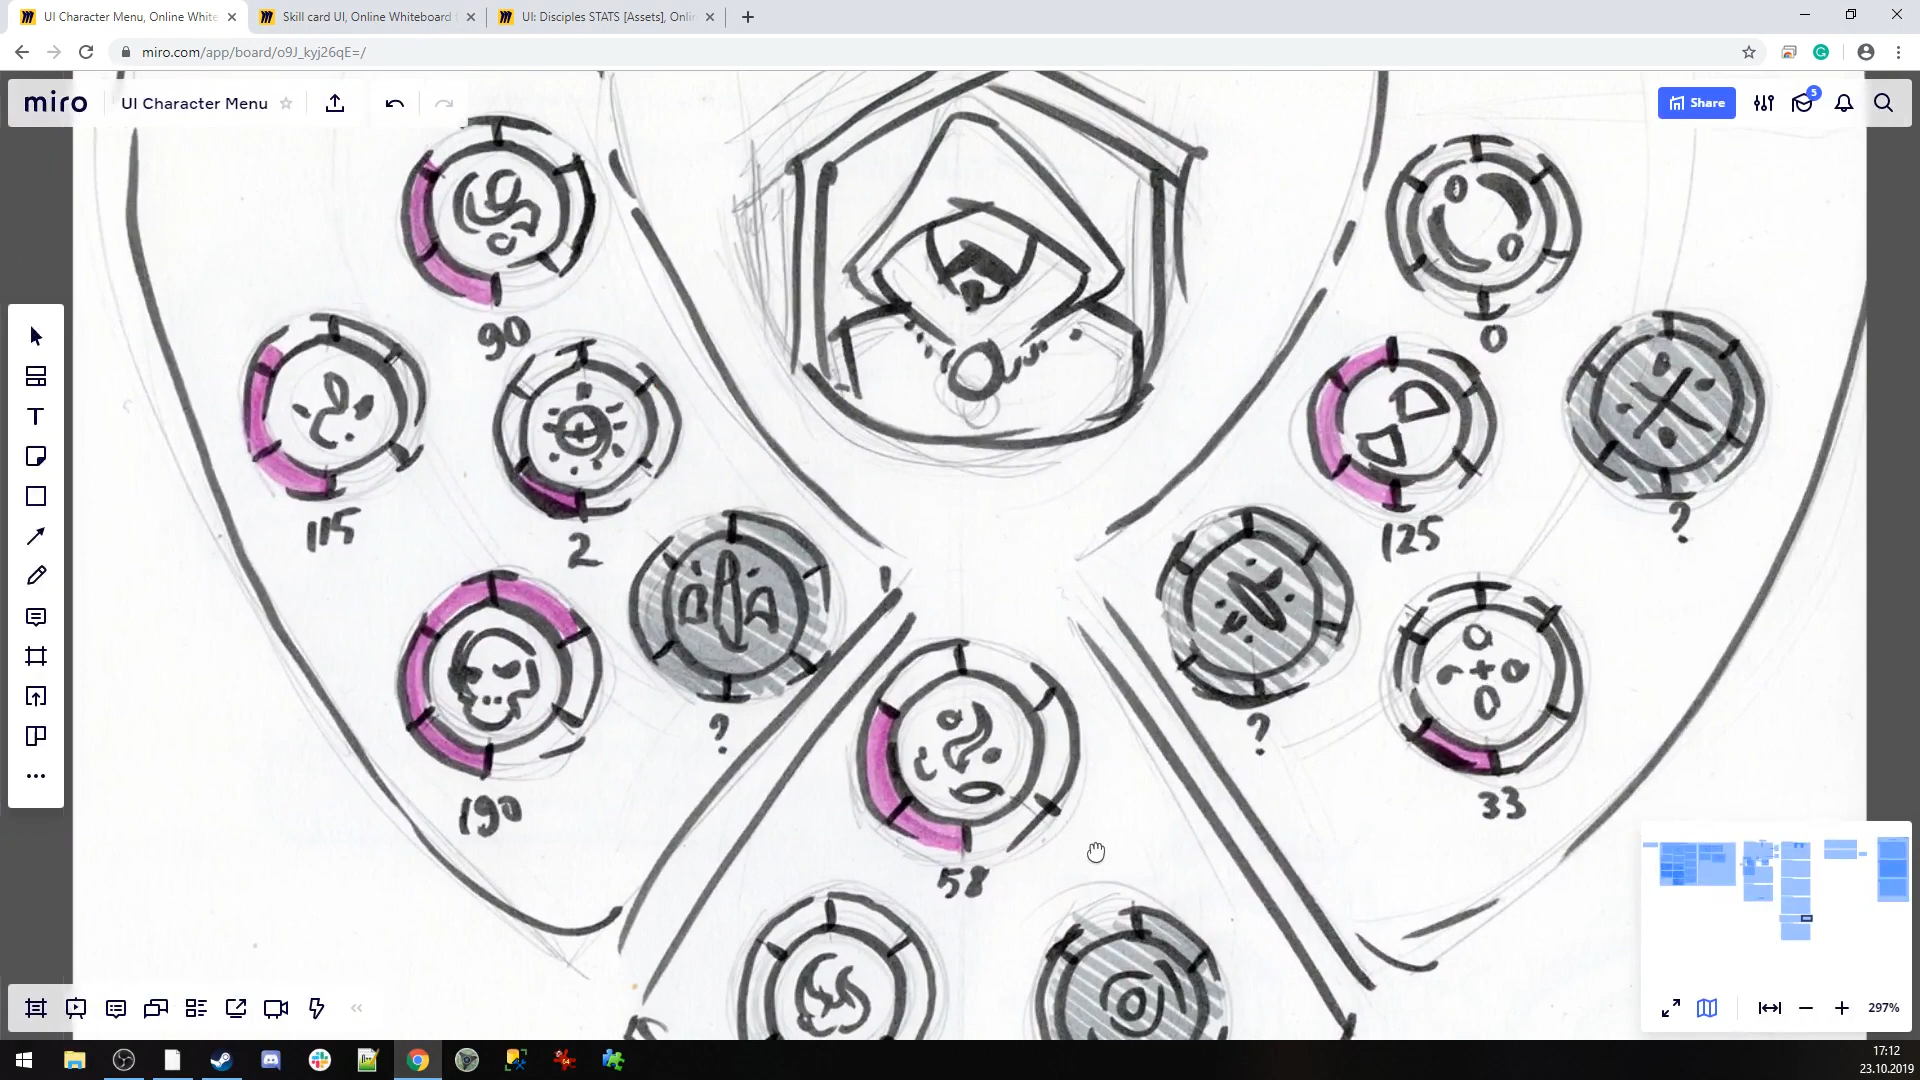 UI Character Menu, Online White
Skill card UI, Online Whiteboard
UI: Disciples STATS [Assets], Onli
miro.com/app/board/o9J_kyj26qE=/
miro
UI Character Menu
Share
5
90
0
115
2
125
?
190
?
?
33
58
297%
17:12
23.10.2019